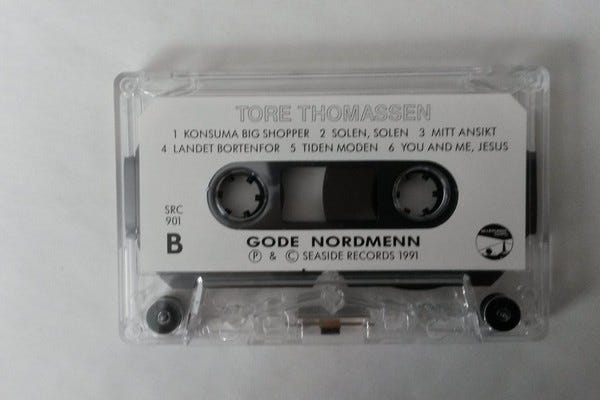 TORE THOMASSEN
1 KONSUMA BIG SHOPPER 2 SOLEN, SOLEN 3 MITT ANSIKT
4 LANDET BORTENFOR 5 TIDEN MODEN 6 YOU AND ME, JESUS
SRC
901
B
GODE NORDMENN
Ⓟ & © SEASIDE RECORDS 1991